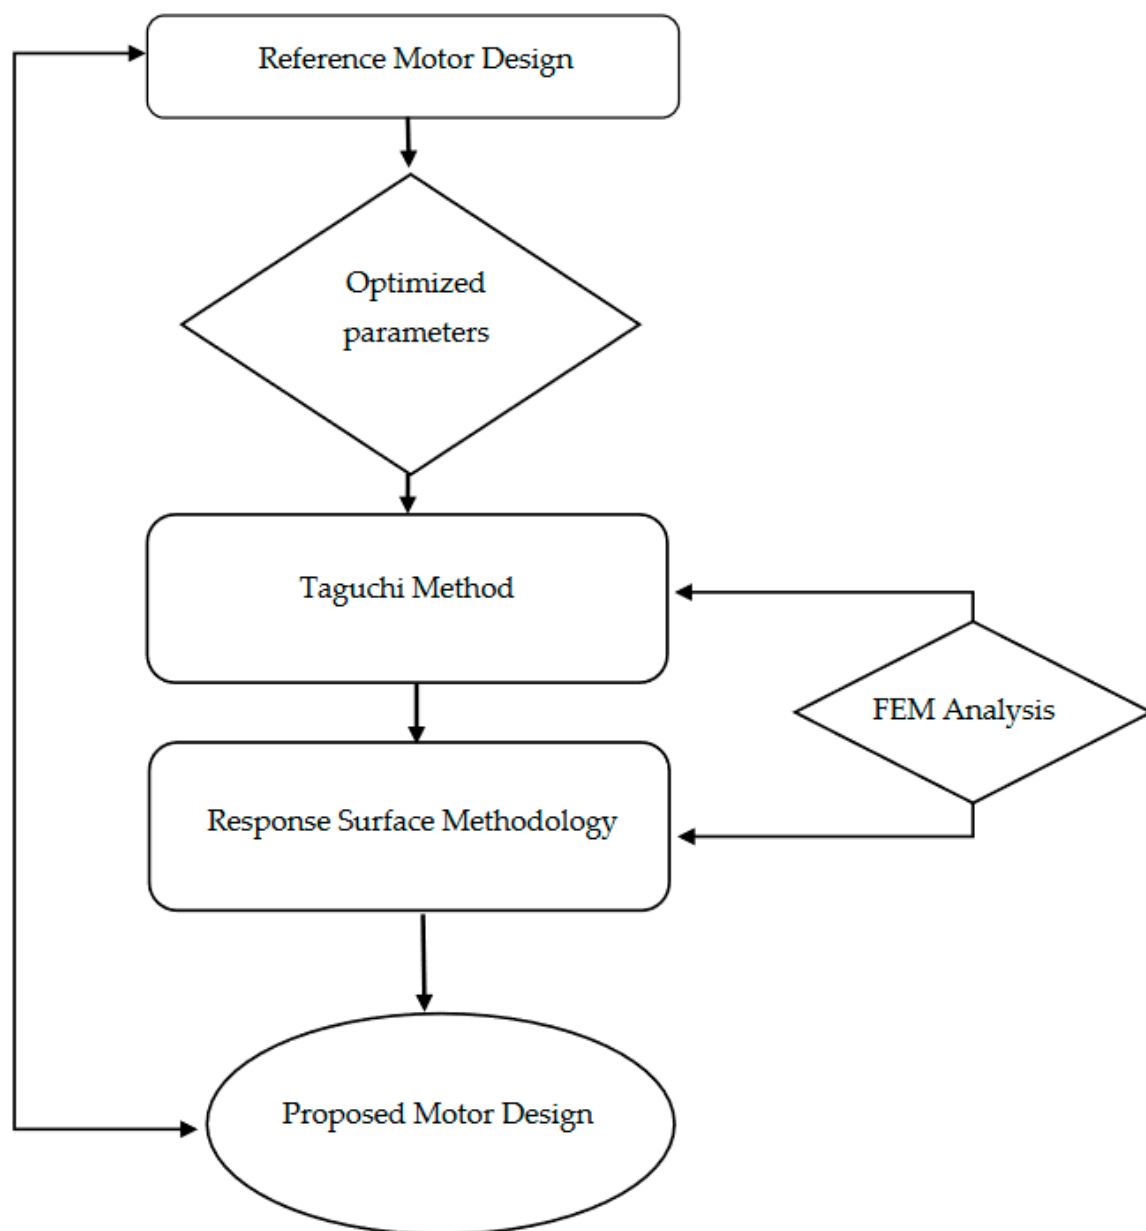 Reference Motor Design
Optimized
parameters
Taguchi Method
FEM Analysis
Response Surface Methodology
Proposed Motor Design